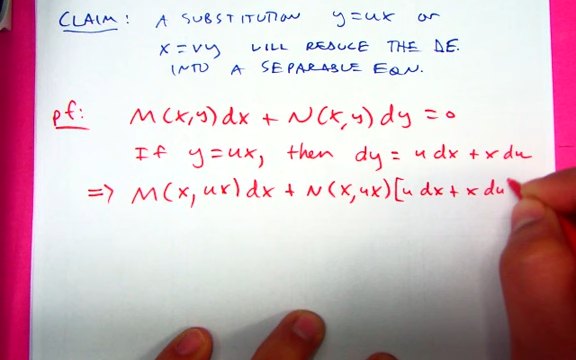 CLAIM: A SUBSTITUTION y=ux or
x=vy WILL REDUCE THE DE.
INTO A SEPARABLE EQN.
pf: M(x,y)dx + N(x,y)dy = 0
If y=ux, then dy = u dx + x du
=> M(x,ux)dx + N(x,ux)[u dx + x du